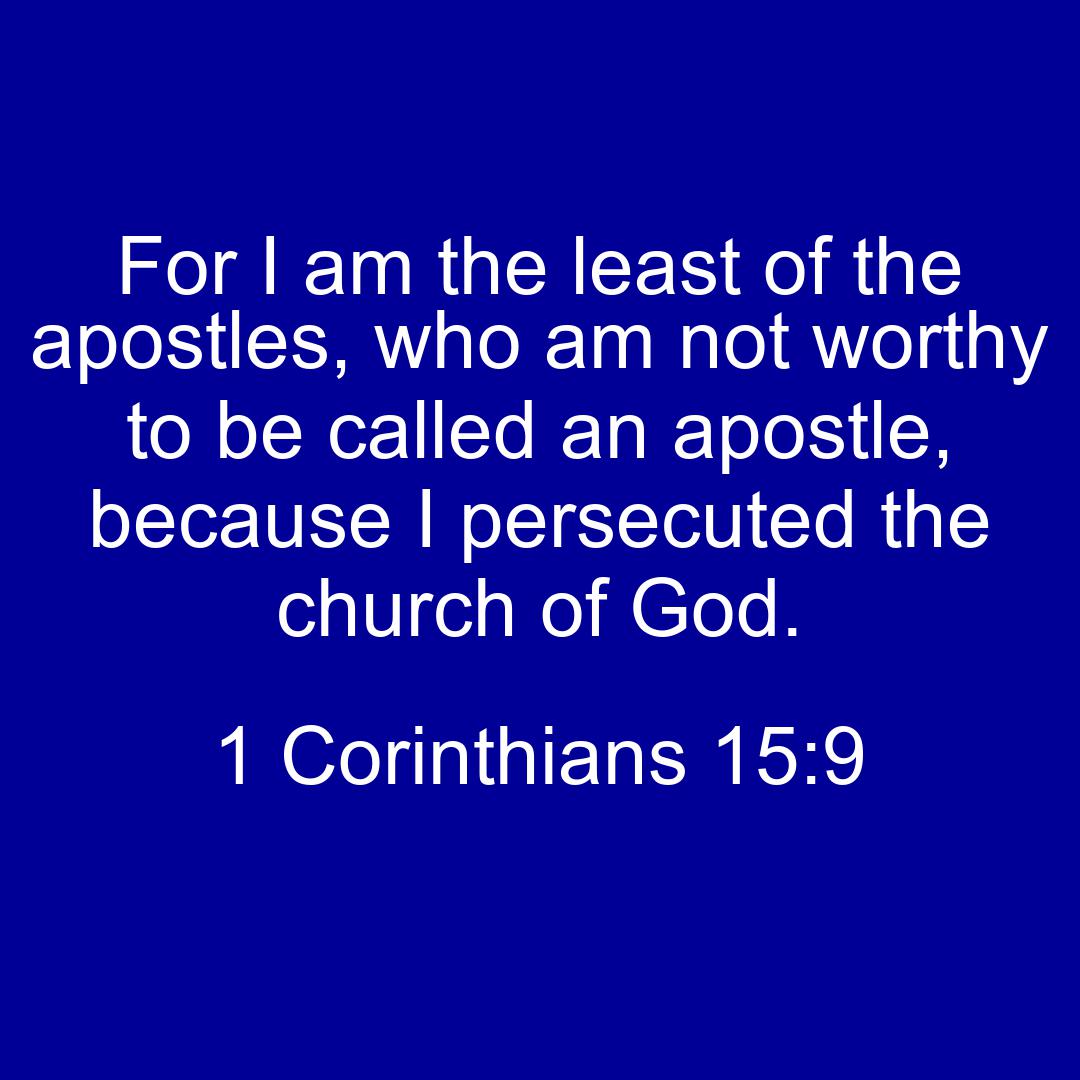 For I am the least of the
apostles, who am not worthy
to be called an apostle,
because I persecuted the
church of God.
1 Corinthians 15:9